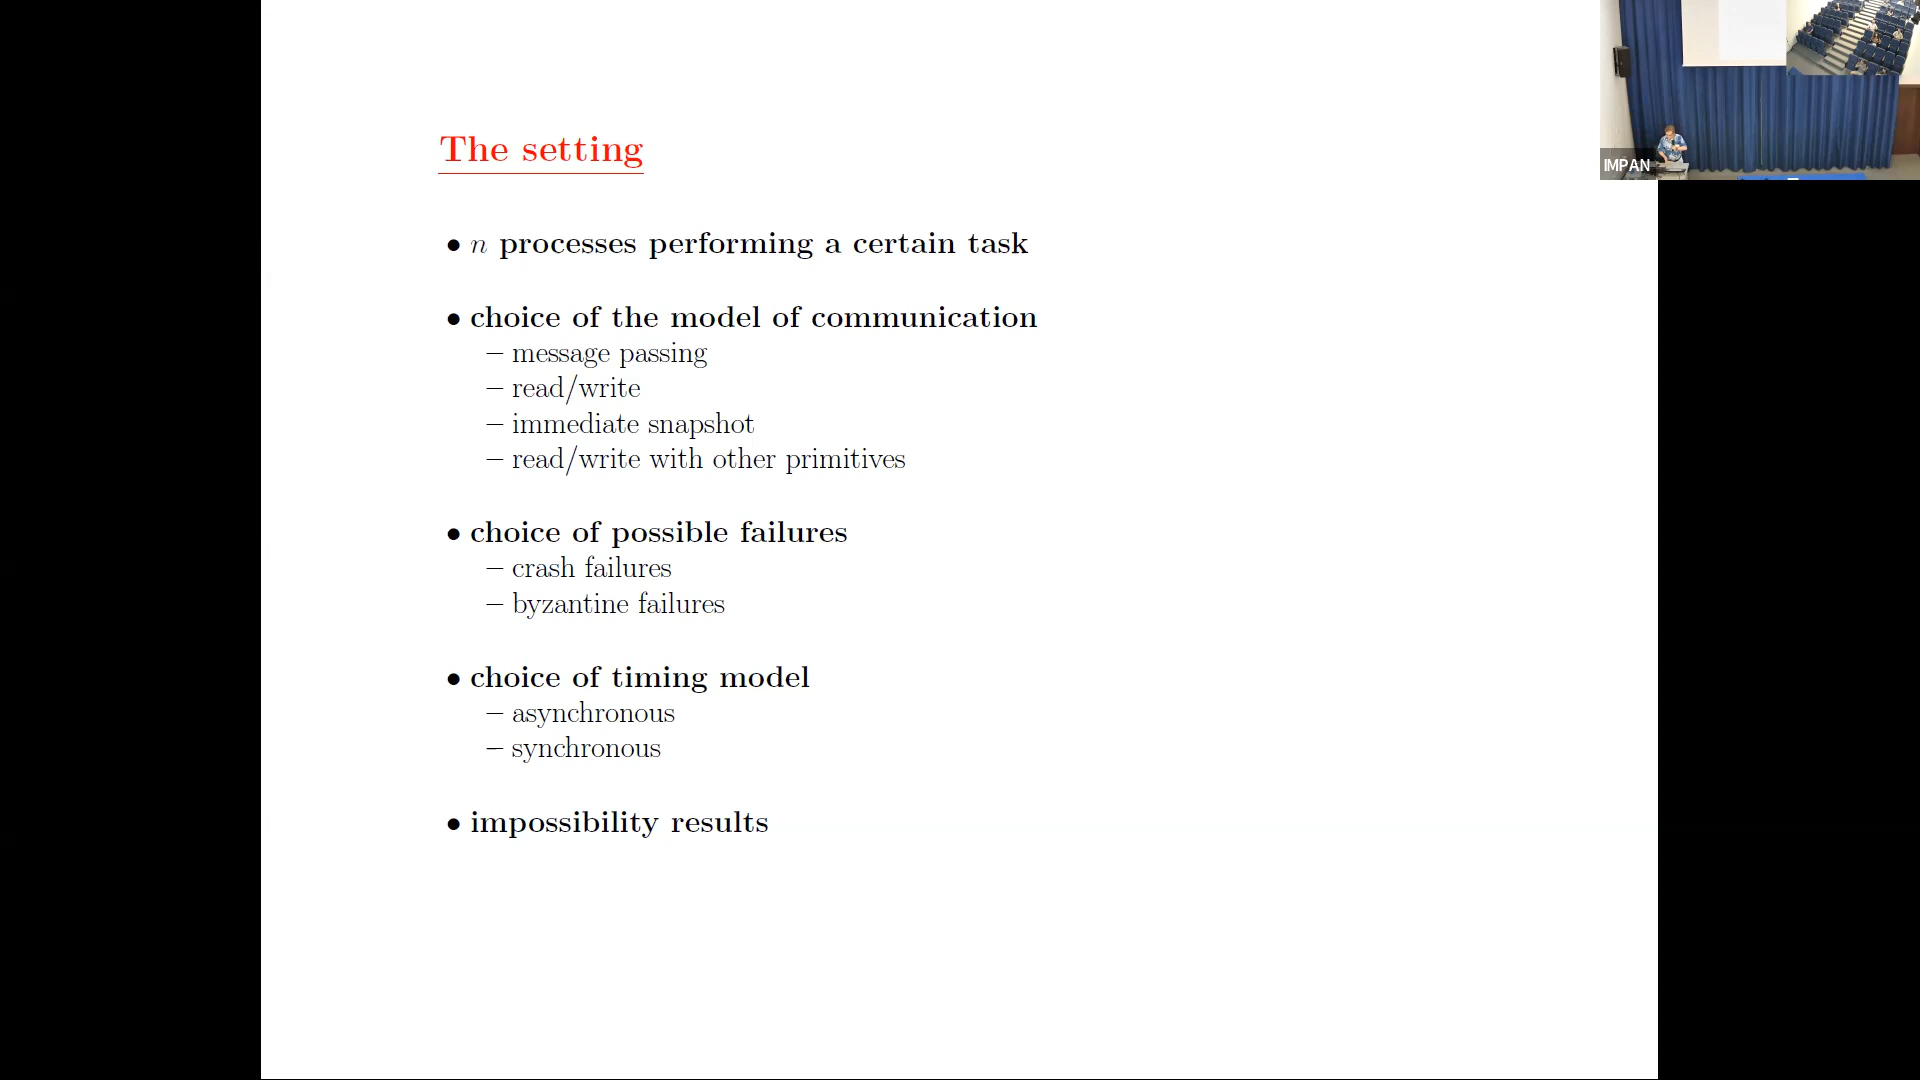 The setting
• n processes performing a certain task
• choice of the model of communication
– message passing
– read/write
– immediate snapshot
– read/write with other primitives
• choice of possible failures
– crash failures
– byzantine failures
• choice of timing model
– asynchronous
– synchronous
• impossibility results
IMPAN